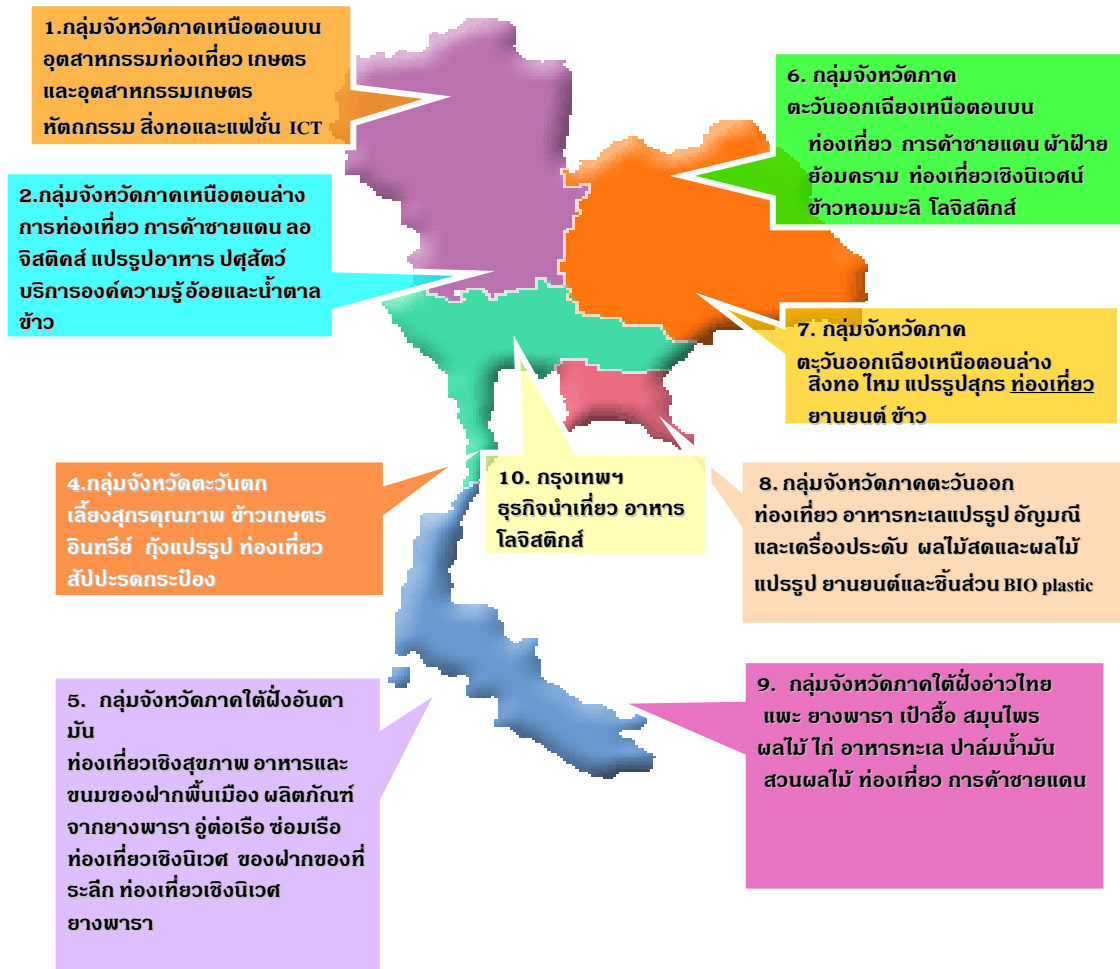 1.กลุ่มจังหวัดภาคเหนือตอนบน
อุตสาหกรรมท่องเที่ยว เกษตร
และอุตสาหกรรมเกษตร
หัตถกรรม สิ่งทอและแฟชั่น ICT
2.กลุ่มจังหวัดภาคเหนือตอนล่าง
การท่องเที่ยว การค้าชายแดน ลอ
จิสติคส์ แปรรูปอาหาร ปศุสัตว์
บริการองค์ความรู้ อ้อยและน้ำตาล
ข้าว
6. กลุ่มจังหวัดภาค
ตะวันออกเฉียงเหนือตอนบน
ท่องเที่ยว การค้าชายแดน ผ้าฝ้าย
ย้อมคราม ท่องเที่ยวเชิงนิเวศน์
ข้าวหอมมะลิ โลจิสติกส์
7. กลุ่มจังหวัดภาค
ตะวันออกเฉียงเหนือตอนล่าง
สิ่งทอ ไหม แปรรูปสุกร ท่องเที่ยว
ยานยนต์ ข้าว
4.กลุ่มจังหวัดตะวันตก
เลี้ยงสุกรคุณภาพ ข้าวเกษตร
อินทรีย์ กุ้งแปรรูป ท่องเที่ยว
สัปปะรดกระป๋อง
10. กรุงเทพฯ
ธุรกิจนำเที่ยว อาหาร
โลจิสติกส์
8. กลุ่มจังหวัดภาคตะวันออก
ท่องเที่ยว อาหารทะเลแปรรูป อัญมณี
และเครื่องประดับ ผลไม้สดและผลไม้
แปรรูป ยานยนต์และชิ้นส่วน BIO plastic
5. กลุ่มจังหวัดภาคใต้ฝั่งอันดา
มัน
ท่องเที่ยวเชิงสุขภาพ อาหารและ
ขนมของฝากพื้นเมือง ผลิตภัณฑ์
จากยางพารา อู่ต่อเรือ ซ่อมเรือ
ท่องเที่ยวเชิงนิเวศ ของฝากของที่
ระลึก ท่องเที่ยวเชิงนิเวศ
ยางพารา
9. กลุ่มจังหวัดภาคใต้ฝั่งอ่าวไทย
แพะ ยางพารา เป๋าฮื้อ สมุนไพร
ผลไม้ ไก่ อาหารทะเล ปาล์มน้ำมัน
สวนผลไม้ ท่องเที่ยว การค้าชายแดน